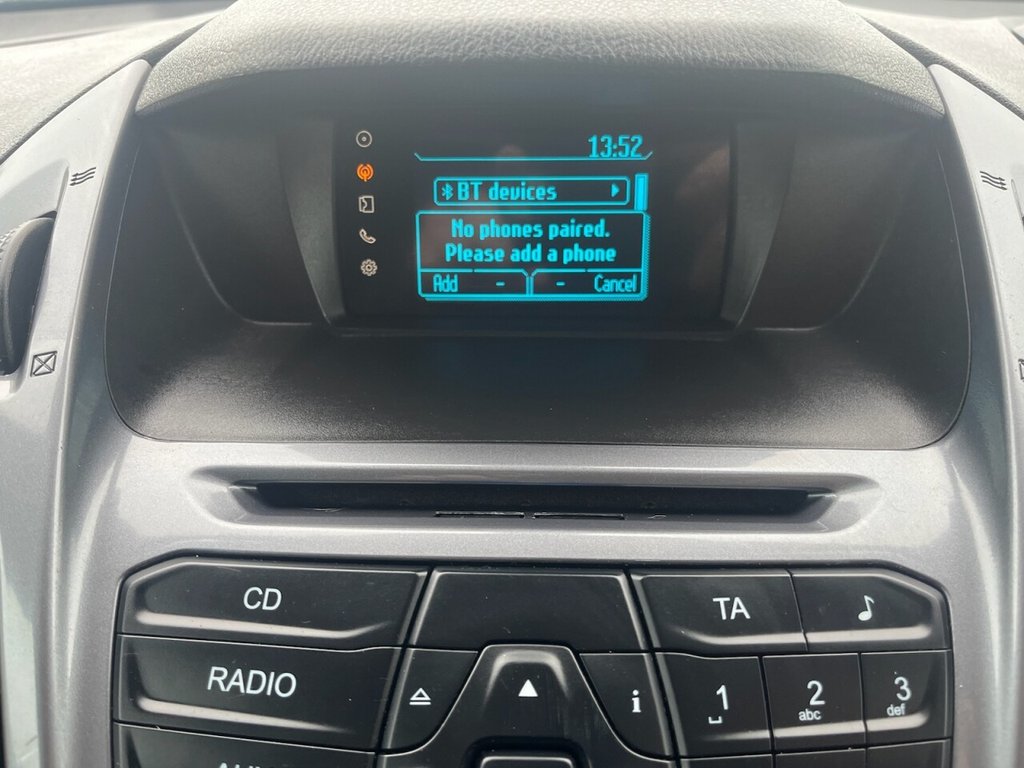 13:52
BT devices
No phones paired.
Please add a phone
Add - - Cancel
CD
TA
RADIO
i
1
2
abc
3
def